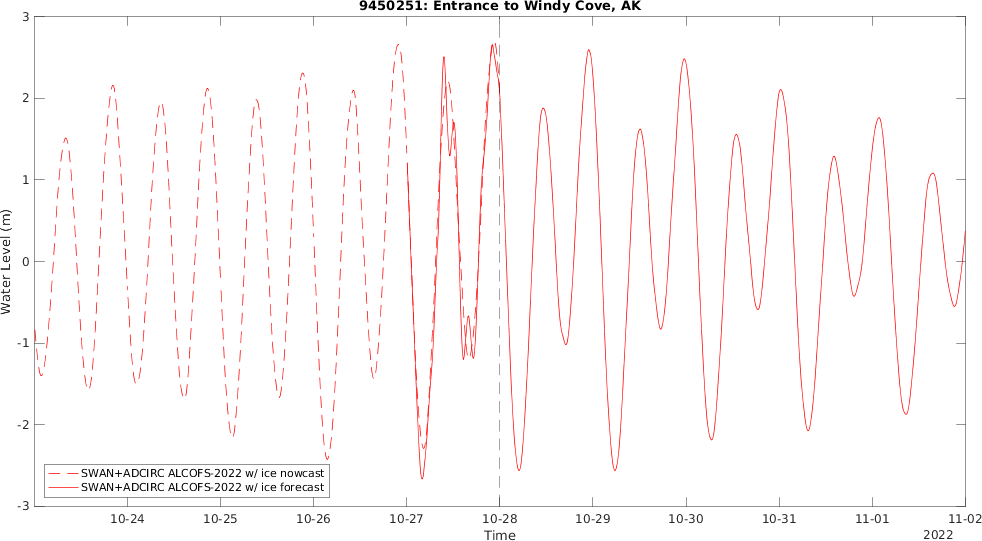 9450251: Entrance to Windy Cove, AK
3
2
1
0
-1
-2
-3
Water Level (m)
SWAN+ADCIRC ALCOFS-2022 w/ ice nowcast
SWAN+ADCIRC ALCOFS-2022 w/ ice forecast
10-24 10-25 10-26 10-27 10-28 10-29 10-30 10-31 11-01 11-02
Time
2022